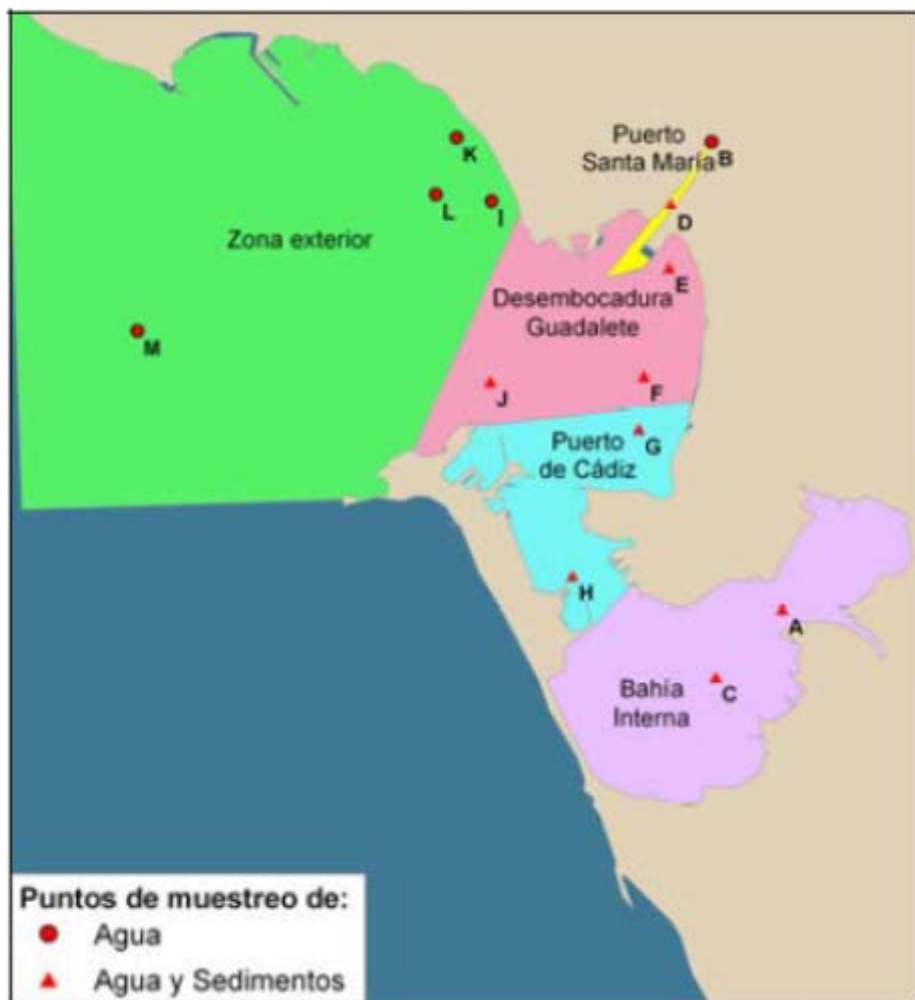 Puerto
Santa María
B
K
L
I
D
Zona exterior
E
Desembocadura
Guadalete
M
J
F
Puerto
de Cádiz
G
H
A
Bahía
Interna
C
Puntos de muestreo de:
Agua
Agua y Sedimentos